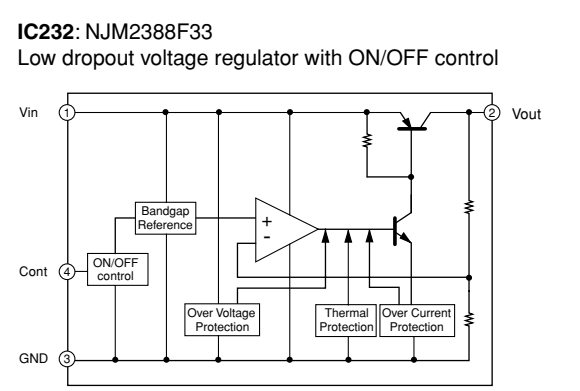 IC232: NJM2388F33
Low dropout voltage regulator with ON/OFF control
Vin
1
2
Vout
Bandgap
Reference
+
-
ON/OFF
control
Cont
4
Over Voltage
Protection
Thermal
Protection
Over Current
Protection
GND
3